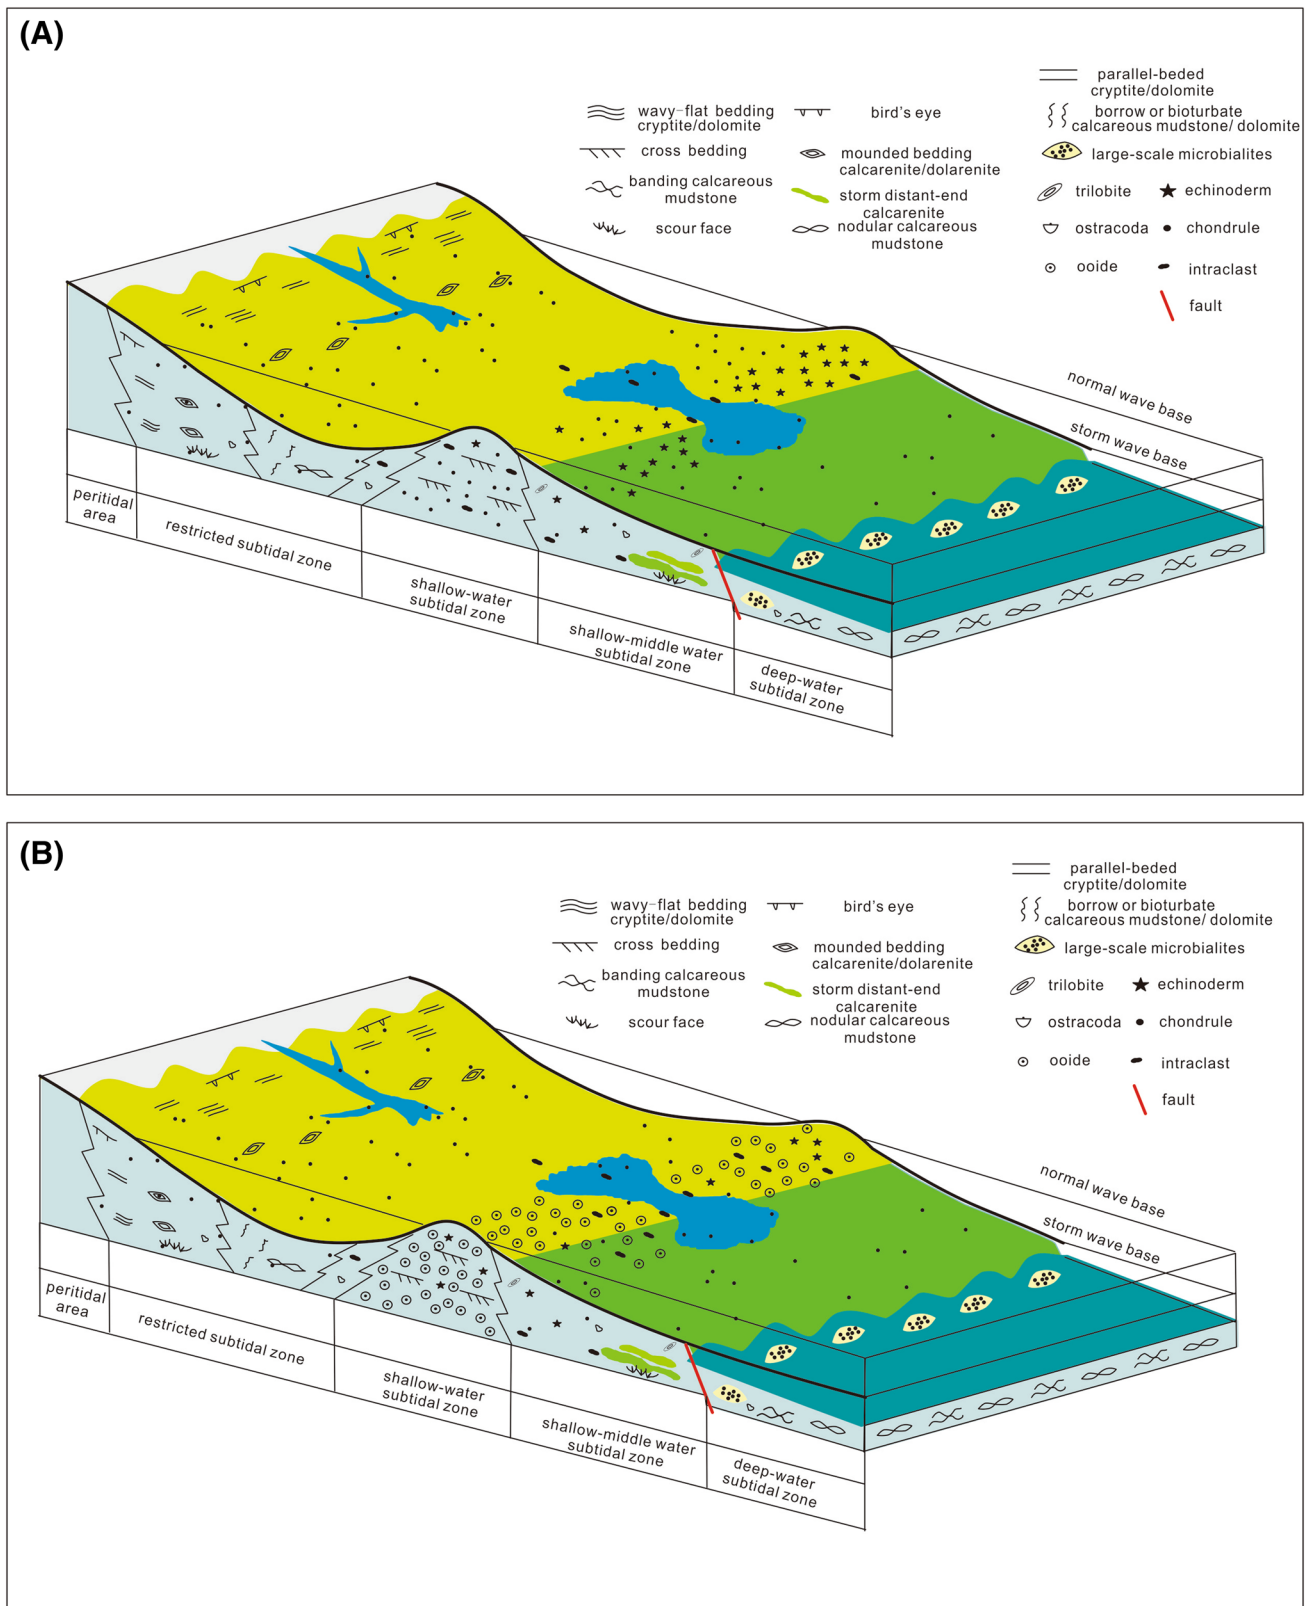 (A)
parallel-beded
cryptite/dolomite
wavy-flat bedding
cryptite/dolomite
bird's eye
borrow or bioturbate
calcareous mudstone/ dolomite
cross bedding
mounded bedding
calcarenite/dolarenite
large-scale microbialites
banding calcareous
mudstone
storm distant-end
calcarenite
trilobite
echinoderm
scour face
nodular calcareous
mudstone
ostracoda
chondrule
ooide
intraclast
fault
normal wave base
storm wave base
peritidal
area
restricted subtidal zone
shallow-water
subtidal zone
shallow-middle water
subtidal zone
deep-water
subtidal zone
(B)
parallel-beded
cryptite/dolomite
wavy-flat bedding
cryptite/dolomite
bird's eye
borrow or bioturbate
calcareous mudstone/ dolomite
cross bedding
mounded bedding
calcarenite/dolarenite
large-scale microbialites
banding calcareous
mudstone
storm distant-end
calcarenite
trilobite
echinoderm
scour face
nodular calcareous
mudstone
ostracoda
chondrule
ooide
intraclast
fault
normal wave base
storm wave base
peritidal
area
restricted subtidal zone
shallow-water
subtidal zone
shallow-middle water
subtidal zone
deep-water
subtidal zone